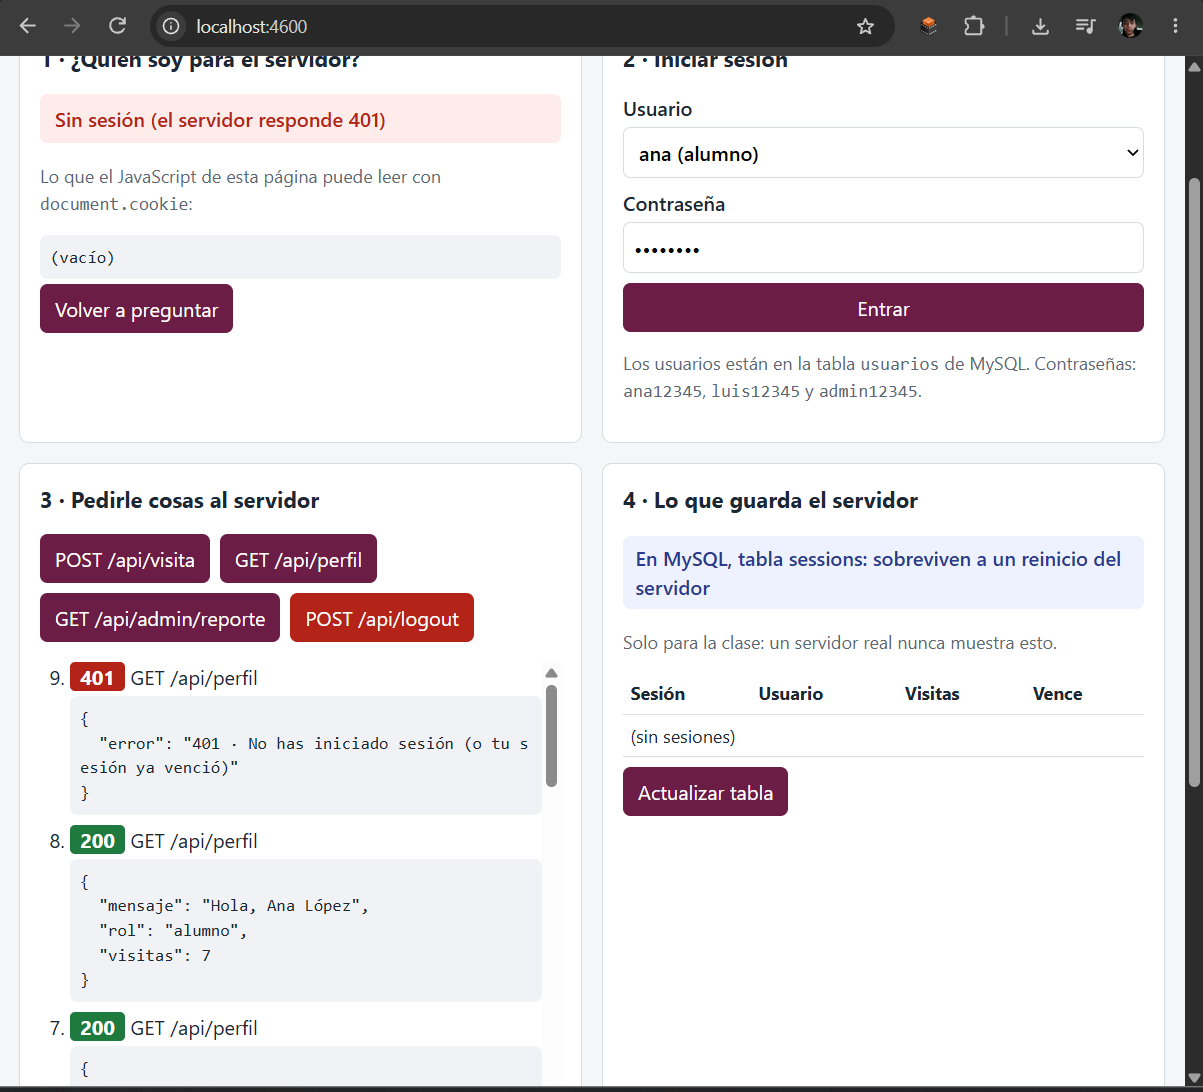 localhost:4600
1 · ¿Quién soy para el servidor?
Sin sesión (el servidor responde 401)
Lo que el JavaScript de esta página puede leer con
document.cookie:
(vacío)
Volver a preguntar
2 · Iniciar sesión
Usuario
ana (alumno)
Contraseña
••••••••
Entrar
Los usuarios están en la tabla usuarios de MySQL. Contraseñas:
ana12345, luis12345 y admin12345.
3 · Pedirle cosas al servidor
POST /api/visita
GET /api/perfil
GET /api/admin/reporte
POST /api/logout
9. 401 GET /api/perfil
{
"error": "401 · No has iniciado sesión (o tu s
esión ya venció)"
}
8. 200 GET /api/perfil
{
"mensaje": "Hola, Ana López",
"rol": "alumno",
"visitas": 7
}
7. 200 GET /api/perfil
{
4 · Lo que guarda el servidor
En MySQL, tabla sessions: sobreviven a un reinicio del
servidor
Solo para la clase: un servidor real nunca muestra esto.
Sesión Usuario Visitas Vence
(sin sesiones)
Actualizar tabla